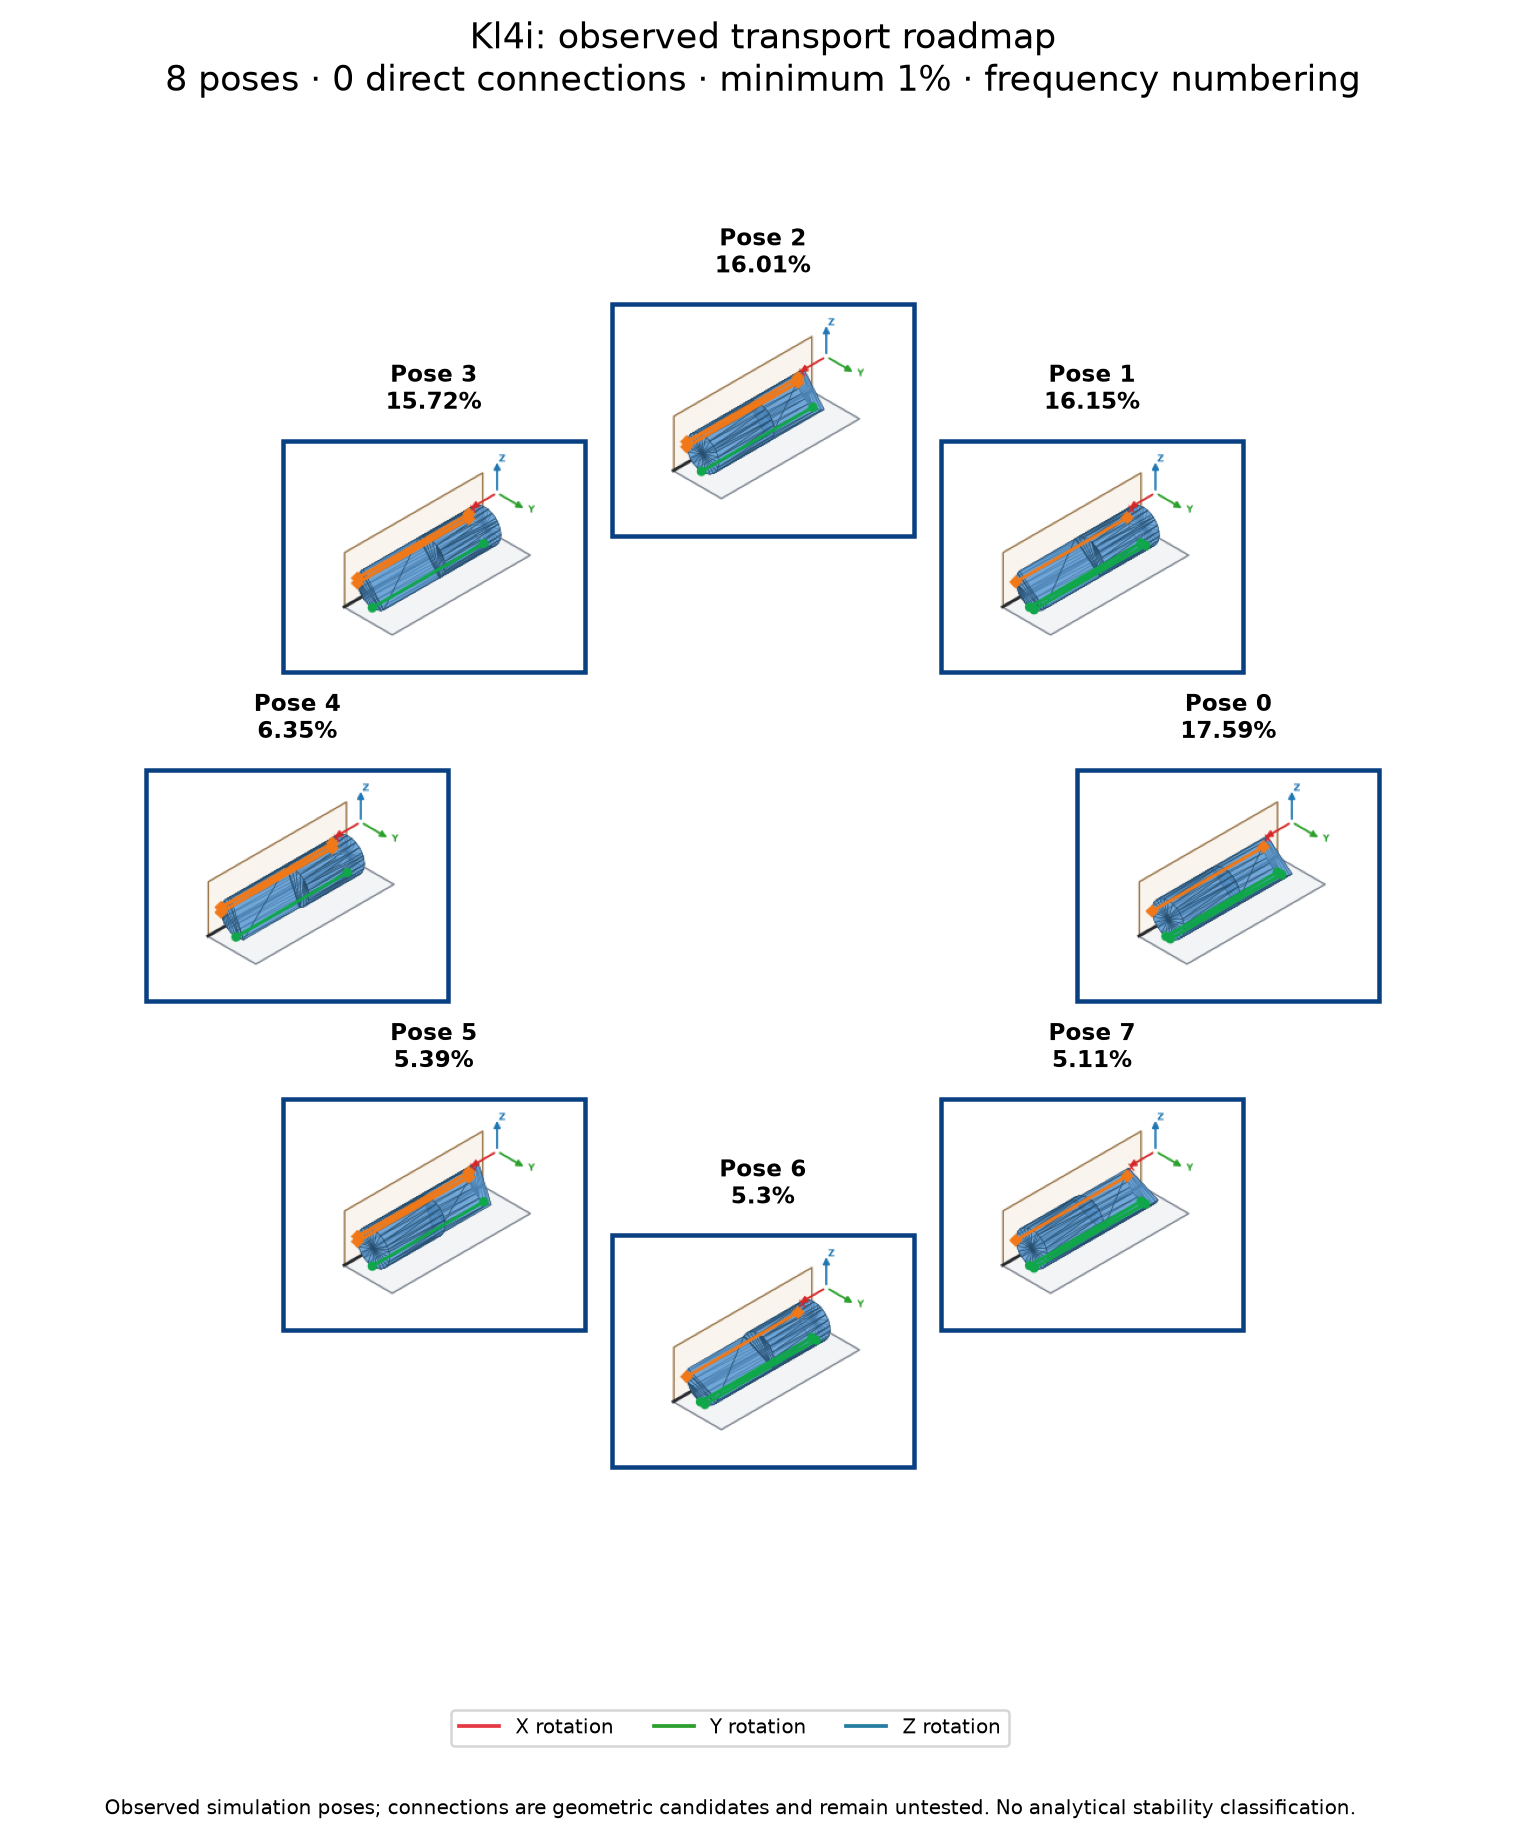 Kl4i: observed transport roadmap
8 poses · 0 direct connections · minimum 1% · frequency numbering
Pose 2
16.01%
Z
Y
Pose 3
15.72%
Z
Y
Pose 1
16.15%
Z
Y
Pose 4
6.35%
Z
Y
Pose 0
17.59%
Z
Y
Pose 5
5.39%
Z
Y
Pose 7
5.11%
Z
Y
Pose 6
5.3%
Z
Y
X rotation
Y rotation
Z rotation
Observed simulation poses; connections are geometric candidates and remain untested. No analytical stability classification.